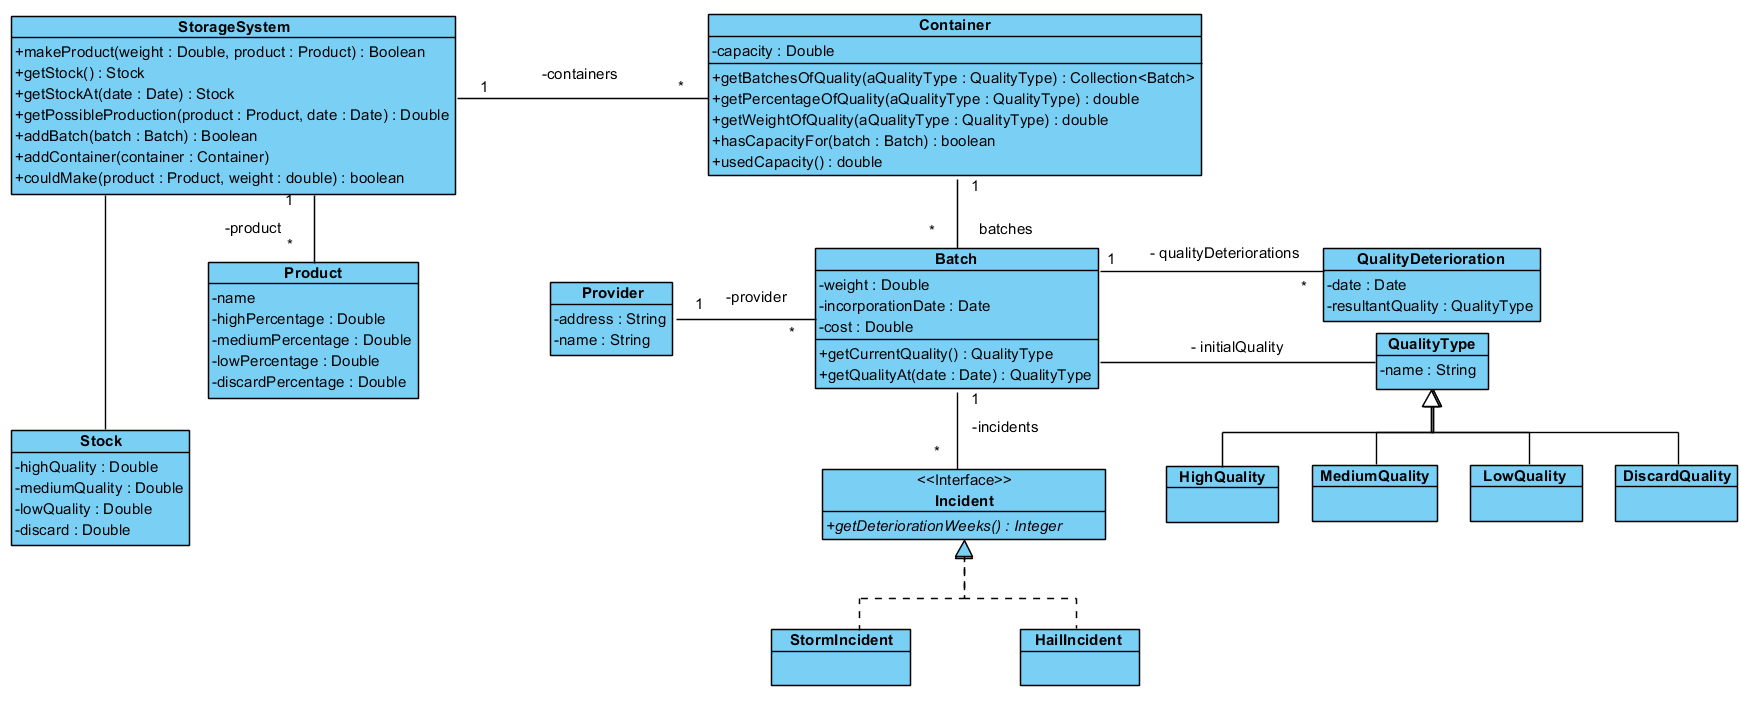 StorageSystem
+makeProduct(weight : Double, product : Product) : Boolean
+getStock() : Stock
+getStockAt(date : Date) : Stock
+getPossibleProduction(product : Product, date : Date) : Double
+addBatch(batch : Batch) : Boolean
+addContainer(container : Container)
+couldMake(product : Product, weight : double) : boolean
1
-containers
*
Container
-capacity : Double
+getBatchesOfQuality(aQualityType : QualityType) : Collection<Batch>
+getPercentageOfQuality(aQualityType : QualityType) : double
+getWeightOfQuality(aQualityType : QualityType) : double
+hasCapacityFor(batch : Batch) : boolean
+usedCapacity() : double
1
-product
*
Product
-name
-highPercentage : Double
-mediumPercentage : Double
-lowPercentage : Double
-discardPercentage : Double
1
*
batches
Provider
-address : String
-name : String
1
-provider
*
Batch
-weight : Double
-incorporationDate : Date
-cost : Double
+getCurrentQuality() : QualityType
+getQualityAt(date : Date) : QualityType
1
- qualityDeteriorations
*
QualityDeterioration
-date : Date
-resultantQuality : QualityType
- initialQuality
QualityType
-name : String
Stock
-highQuality : Double
-mediumQuality : Double
-lowQuality : Double
-discard : Double
1
-incidents
*
<<Interface>>
Incident
+getDeteriorationWeeks() : Integer
HighQuality
MediumQuality
LowQuality
DiscardQuality
StormIncident
HailIncident